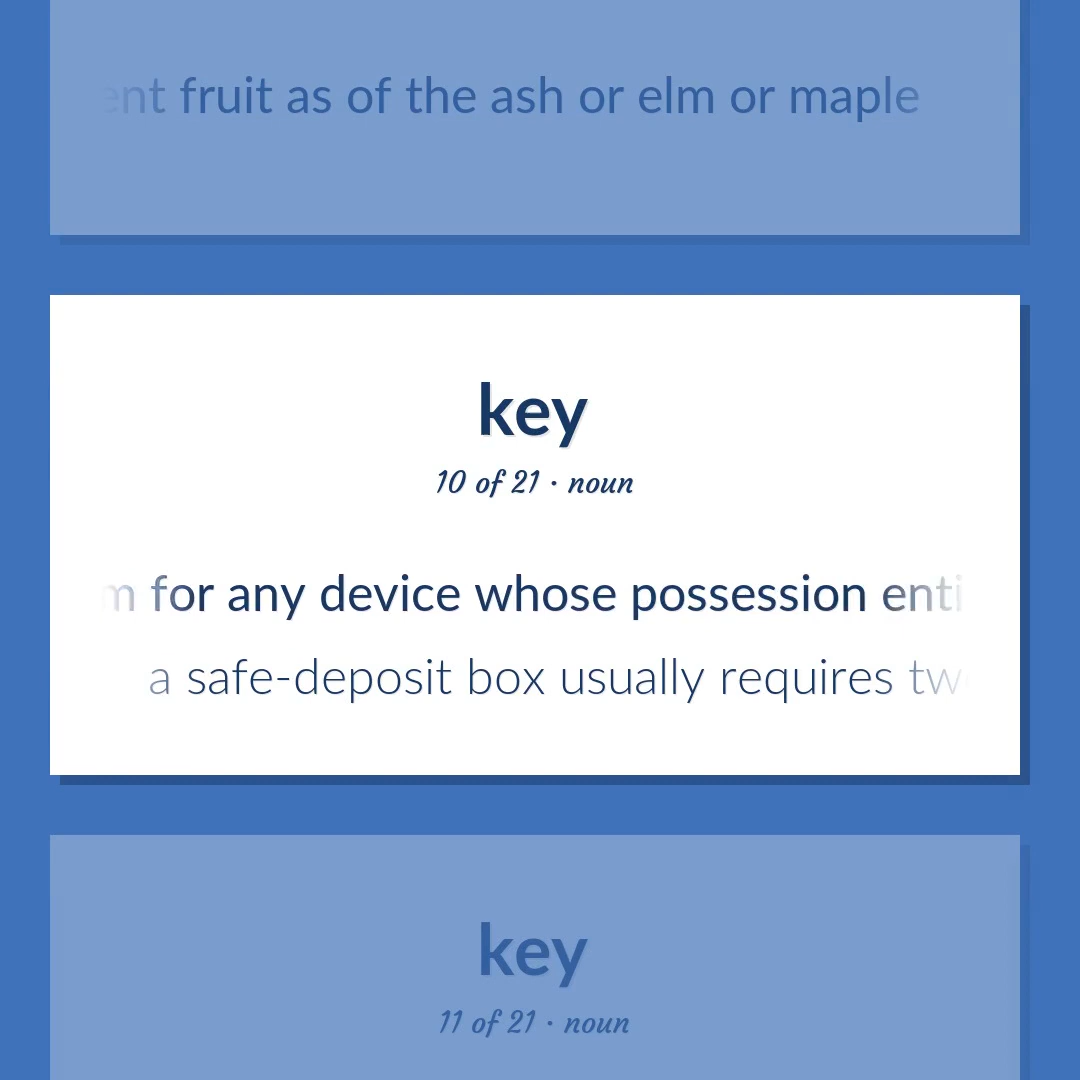 fruit as of the ash or elm or maple
key
10 of 21 · noun
for any device whose possession
a safe-deposit box usually requires
key
11 of 21 · noun